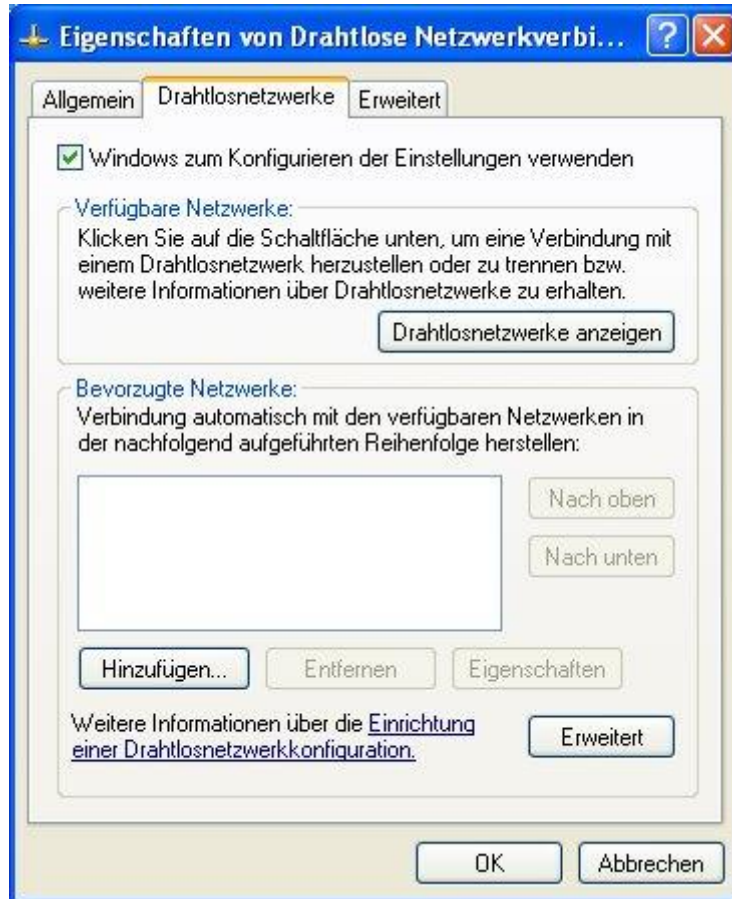 Eigenschaften von Drahtlose Netzwerkverbi...
Allgemein
Drahtlosnetzwerke
Erweitert
Windows zum Konfigurieren der Einstellungen verwenden
Verfügbare Netzwerke:
Klicken Sie auf die Schaltfläche unten, um eine Verbindung mit
einem Drahtlosnetzwerk herzustellen oder zu trennen bzw.
weitere Informationen über Drahtlosnetzwerke zu erhalten.
Drahtlosnetzwerke anzeigen
Bevorzugte Netzwerke:
Verbindung automatisch mit den verfügbaren Netzwerken in
der nachfolgend aufgeführten Reihenfolge herstellen:
Nach oben
Nach unten
Hinzufügen...
Entfernen
Eigenschaften
Weitere Informationen über die Einrichtung
einer Drahtlosnetzwerkkonfiguration.
Erweitert
OK
Abbrechen